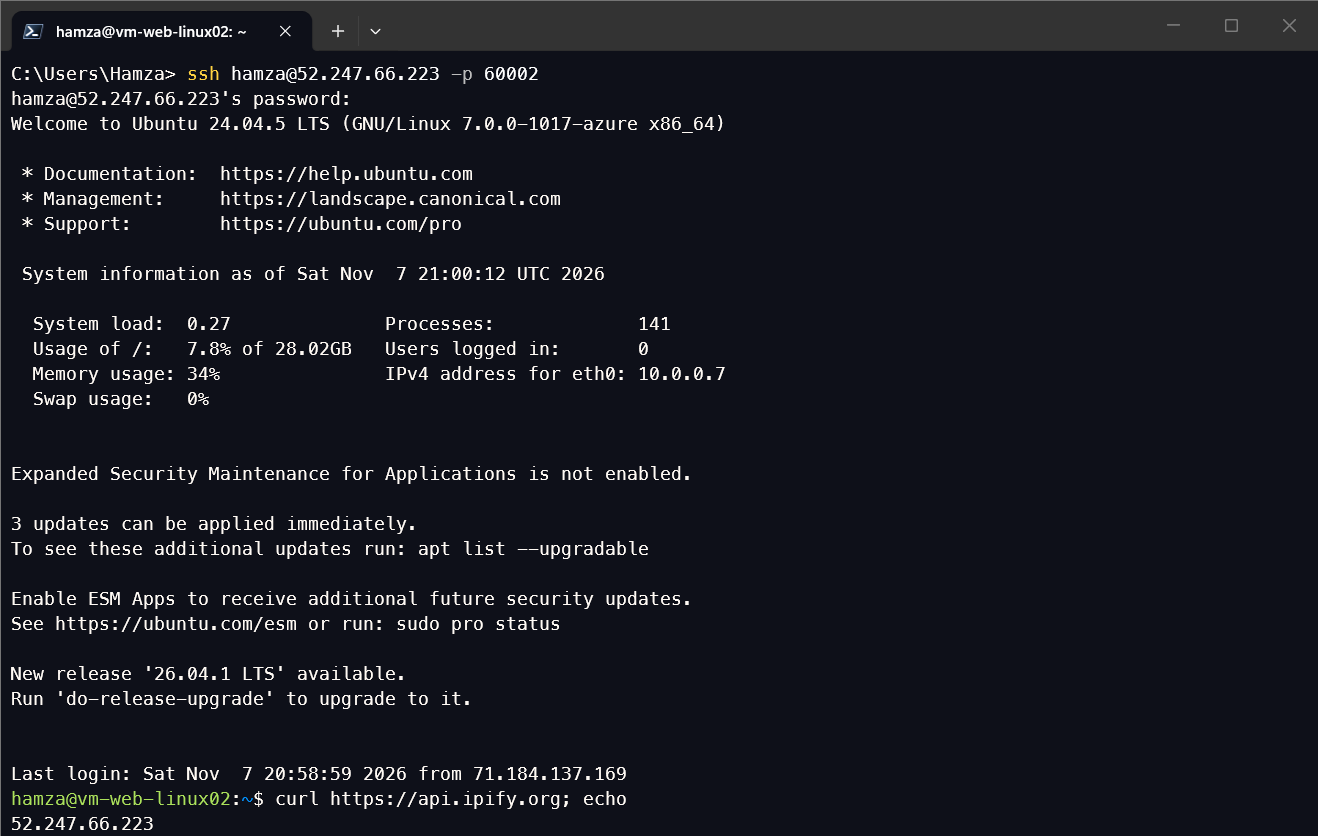 hamza@vm-web-linux02: ~
C:\Users\Hamza> ssh hamza@52.247.66.223 -p 60002
hamza@52.247.66.223's password:
Welcome to Ubuntu 24.04.5 LTS (GNU/Linux 7.0.0-1017-azure x86_64)

 * Documentation:  https://help.ubuntu.com
 * Management:     https://landscape.canonical.com
 * Support:        https://ubuntu.com/pro

 System information as of Sat Nov  7 21:00:12 UTC 2026

  System load:  0.27              Processes:             141
  Usage of /:   7.8% of 28.02GB   Users logged in:       0
  Memory usage: 34%               IPv4 address for eth0: 10.0.0.7
  Swap usage:   0%

Expanded Security Maintenance for Applications is not enabled.

3 updates can be applied immediately.
To see these additional updates run: apt list --upgradable

Enable ESM Apps to receive additional future security updates.
See https://ubuntu.com/esm or run: sudo pro status

New release '26.04.1 LTS' available.
Run 'do-release-upgrade' to upgrade to it.

Last login: Sat Nov  7 20:58:59 2026 from 71.184.137.169
hamza@vm-web-linux02:~$ curl https://api.ipify.org; echo
52.247.66.223